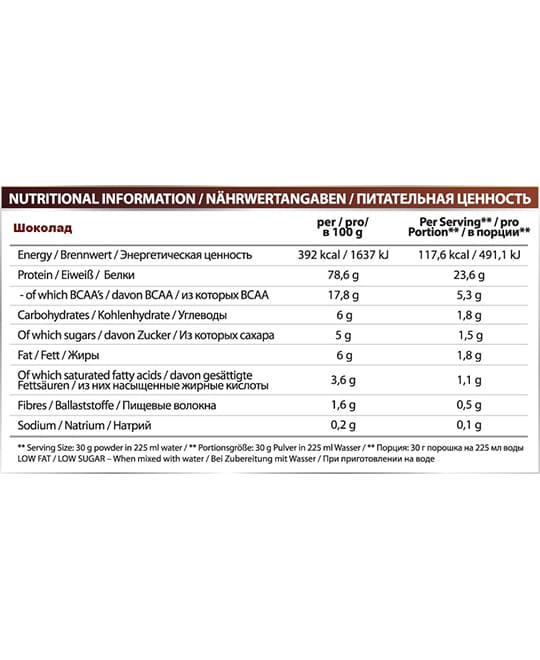 NUTRITIONAL INFORMATION / NÄHRWERTANGABEN / ПИТАТЕЛЬНАЯ ЦЕННОСТЬ
Шоколад per / pro/ в 100 g Per Serving** / pro Portion** / в порции**
Energy / Brennwert / Энергетическая ценность 392 kcal / 1637 kJ 117,6 kcal / 491,1 kJ
Protein / Eiweiß / Белки 78,6 g 23,6 g
- of which BCAA's / davon BCAA / из которых BCAA 17,8 g 5,3 g
Carbohydrates / Kohlenhydrate / Углеводы 6 g 1,8 g
Of which sugars / davon Zucker / Из которых сахара 5 g 1,5 g
Fat / Fett / Жиры 6 g 1,8 g
Of which saturated fatty acids / davon gesättigte
Fettsäuren / из них насыщенные жирные кислоты 3,6 g 1,1 g
Fibres / Ballaststoffe / Пищевые волокна 1,6 g 0,5 g
Sodium / Natrium / Натрий 0,2 g 0,1 g
** Serving Size: 30 g powder in 225 ml water / ** Portionsgröße: 30 g Pulver in 225 ml Wasser / ** Порция: 30 г порошка на 225 мл воды
LOW FAT / LOW SUGAR – When mixed with water / Bei Zubereitung mit Wasser / При приготовлении на воде